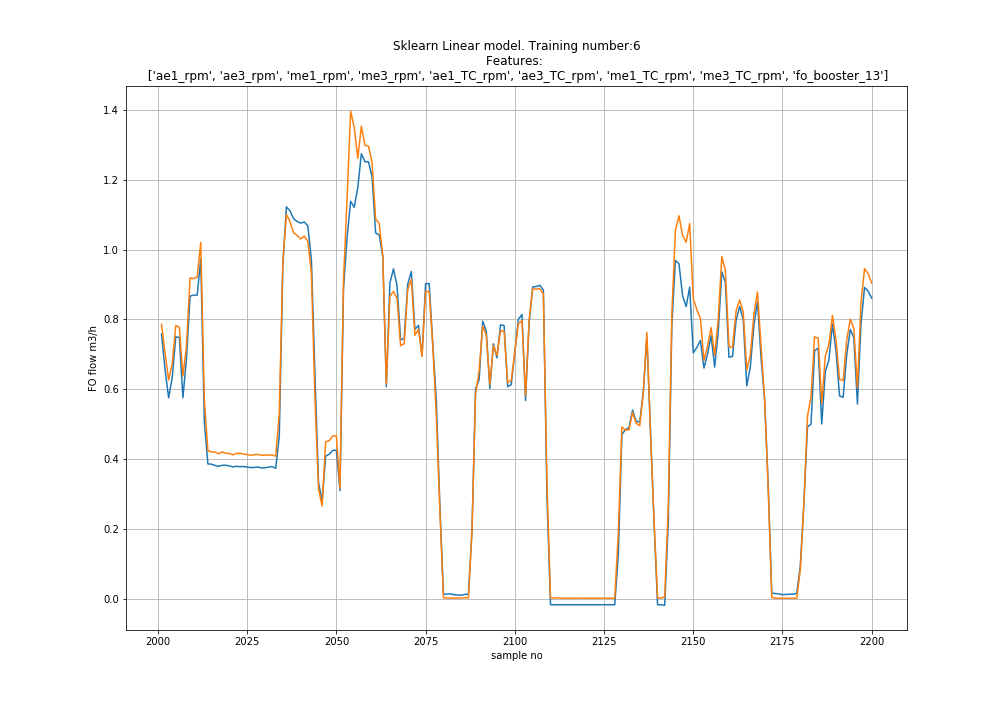 Sklearn Linear model. Training number:6
Features:
['ae1_rpm', 'ae3_rpm', 'me1_rpm', 'me3_rpm', 'ae1_TC_rpm', 'ae3_TC_rpm', 'me1_TC_rpm', 'me3_TC_rpm', 'fo_booster_13']
FO flow m3/h
1.4
1.2
1.0
0.8
0.6
0.4
0.2
0.0
2000 2025 2050 2075 2100 2125 2150 2175 2200
sample no